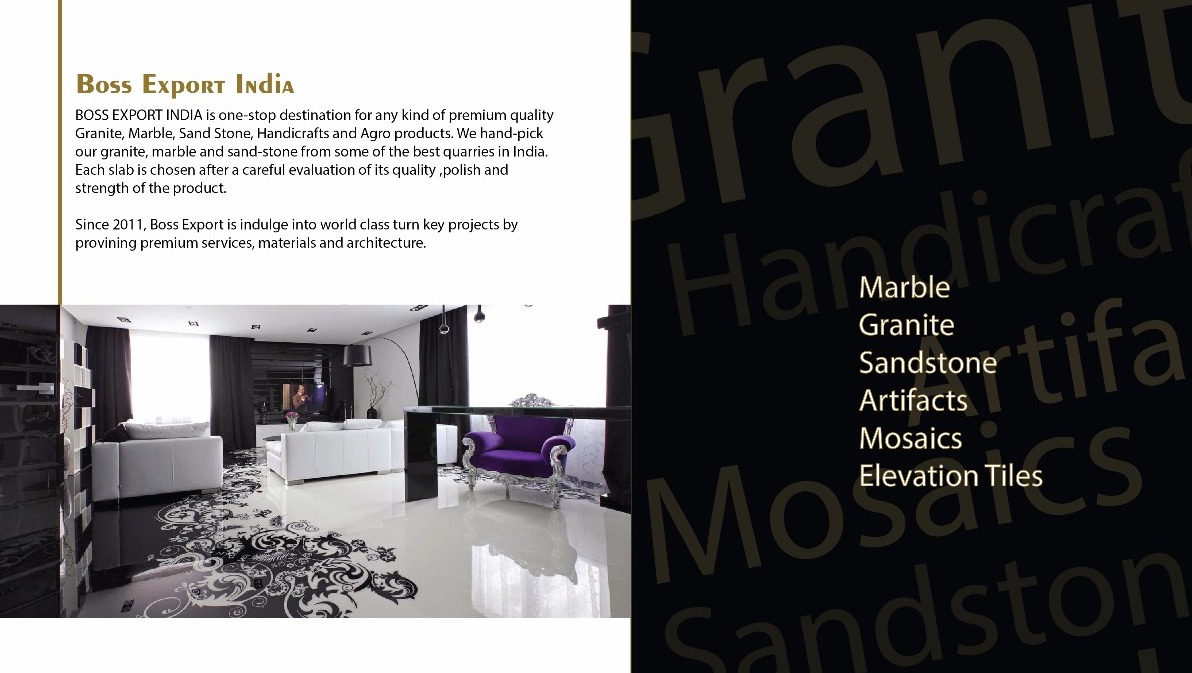 Boss Export India
BOSS EXPORT INDIA is one-stop destination for any kind of premium quality
Granite, Marble, Sand Stone, Handicrafts and Agro products. We hand-pick
our granite, marble and sand-stone from some of the best quarries in India.
Each slab is chosen after a careful evaluation of its quality ,polish and
strength of the product.
Since 2011, Boss Export is indulge into world class turn key projects by
provining premium services, materials and architecture.
Granit
Handicraf
Artifa
Mosaics
Sandston
Marble
Granite
Sandstone
Artifacts
Mosaics
Elevation Tiles